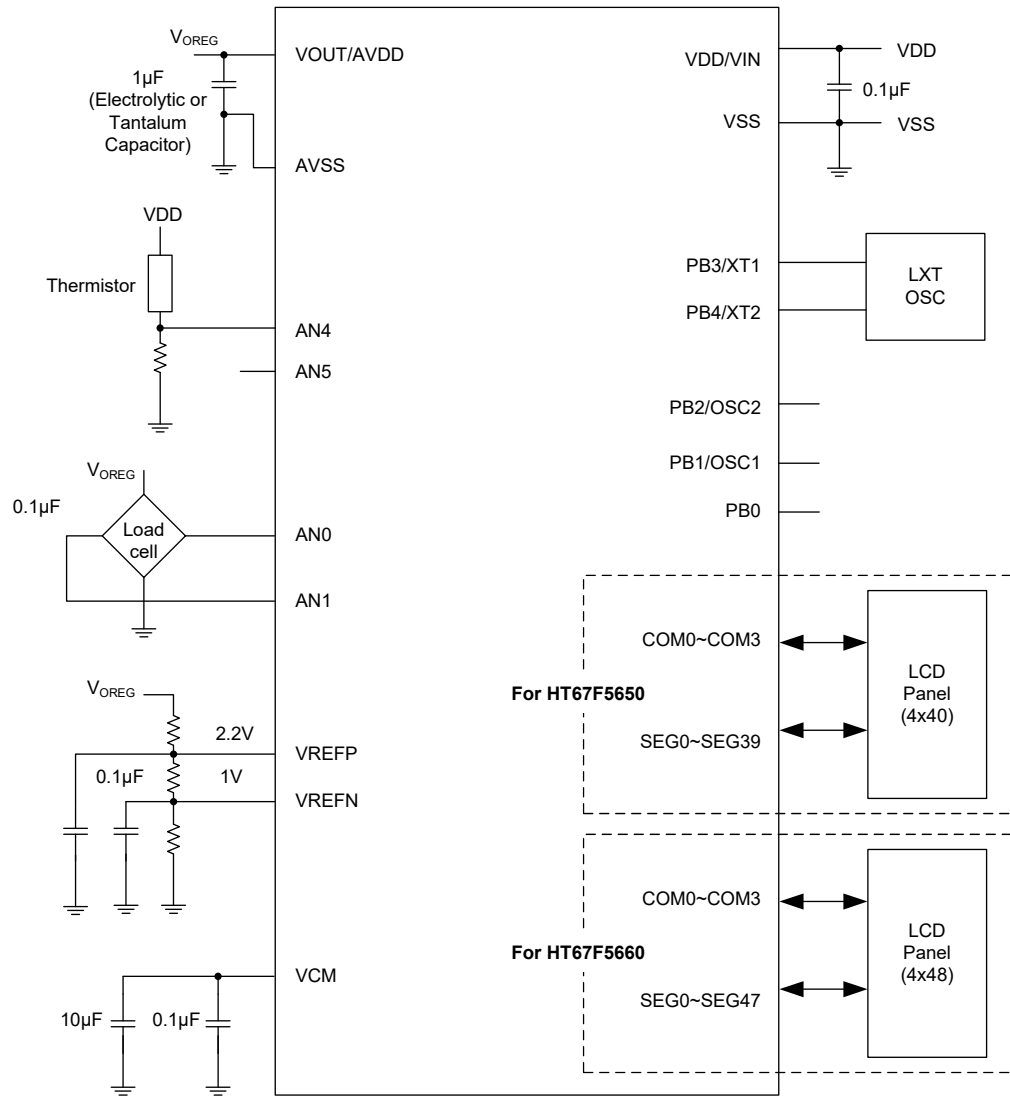 VOREG
VOUT/AVDD
1µF
(Electrolytic or
Tantalum
Capacitor)
AVSS
VDD
Thermistor
AN4
AN5
VOREG
0.1µF
Load
cell
AN0
AN1
VOREG
2.2V
VREFP
0.1µF
1V
VREFN
VCM
10µF
0.1µF
VDD/VIN
VDD
0.1µF
VSS
VSS
PB3/XT1
LXT
OSC
PB4/XT2
PB2/OSC2
PB1/OSC1
PB0
COM0~COM3
For HT67F5650
SEG0~SEG39
LCD
Panel
(4x40)
COM0~COM3
For HT67F5660
SEG0~SEG47
LCD
Panel
(4x48)